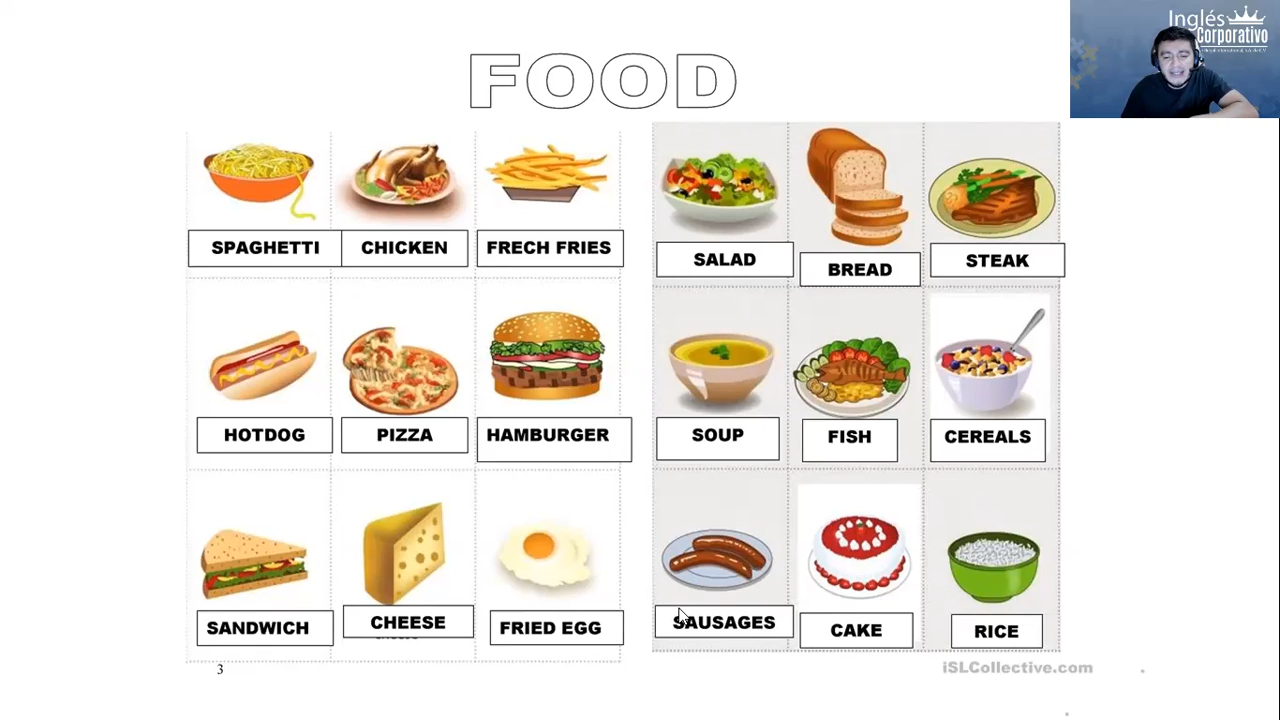 Inglés
Corporativo
FOOD
SPAGHETTI
CHICKEN
FRECH FRIES
SALAD
BREAD
STEAK
HOTDOG
PIZZA
HAMBURGER
SOUP
FISH
CEREALS
SANDWICH
CHEESE
FRIED EGG
SAUSAGES
CAKE
RICE
3
iSLCollective.com